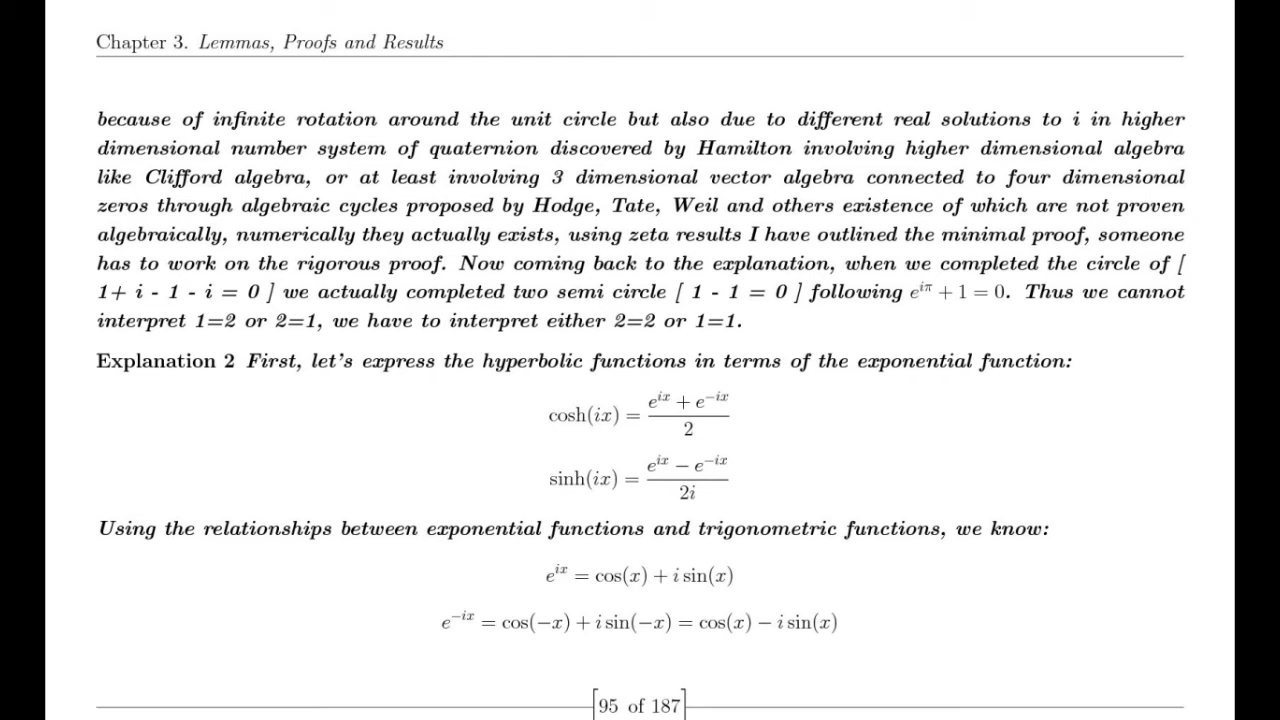 Chapter 3. Lemmas, Proofs and Results
because of infinite rotation around the unit circle but also due to different real solutions to i in higher
dimensional number system of quaternion discovered by Hamilton involving higher dimensional algebra
like Clifford algebra, or at least involving 3 dimensional vector algebra connected to four dimensional
zeros through algebraic cycles proposed by Hodge, Tate, Weil and others existence of which are not proven
algebraically, numerically they actually exists, using zeta results I have outlined the minimal proof, someone
has to work on the rigorous proof. Now coming back to the explanation, when we completed the circle of [
1+ i - 1 - i = 0 ] we actually completed two semi circle [ 1 - 1 = 0 ] following e^{iπ} + 1 = 0. Thus we cannot
interpret 1=2 or 2=1, we have to interpret either 2=2 or 1=1.
Explanation 2 First, let's express the hyperbolic functions in terms of the exponential function:
cosh(ix) = \frac{e^{ix} + e^{-ix}}{2}
sinh(ix) = \frac{e^{ix} − e^{-ix}}{2i}
Using the relationships between exponential functions and trigonometric functions, we know:
e^{ix} = cos(x) + i sin(x)
e^{-ix} = cos(−x) + i sin(−x) = cos(x) − i sin(x)
[95 of 187]